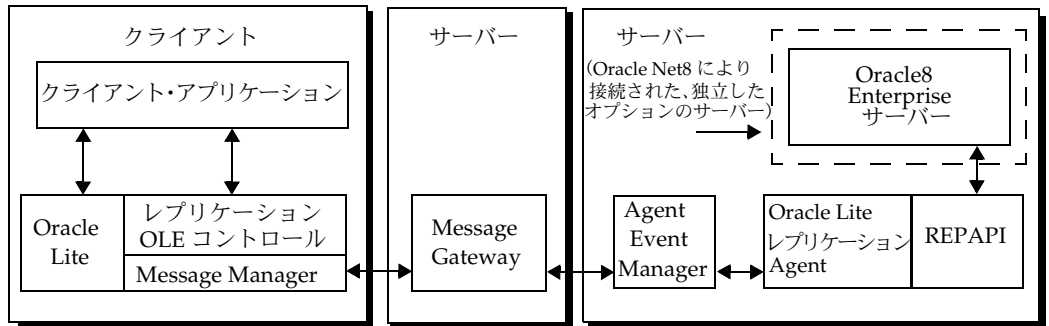 クライアント
クライアント・アプリケーション
Oracle
Lite
レプリケーション
OLE コントロール
Message Manager
サーバー
Message
Gateway
サーバー
(Oracle Net8 により
接続された、独立した
オプションのサーバー)
Oracle8
Enterprise
サーバー
Agent
Event
Manager
Oracle Lite
レプリケーション
Agent
REPAPI